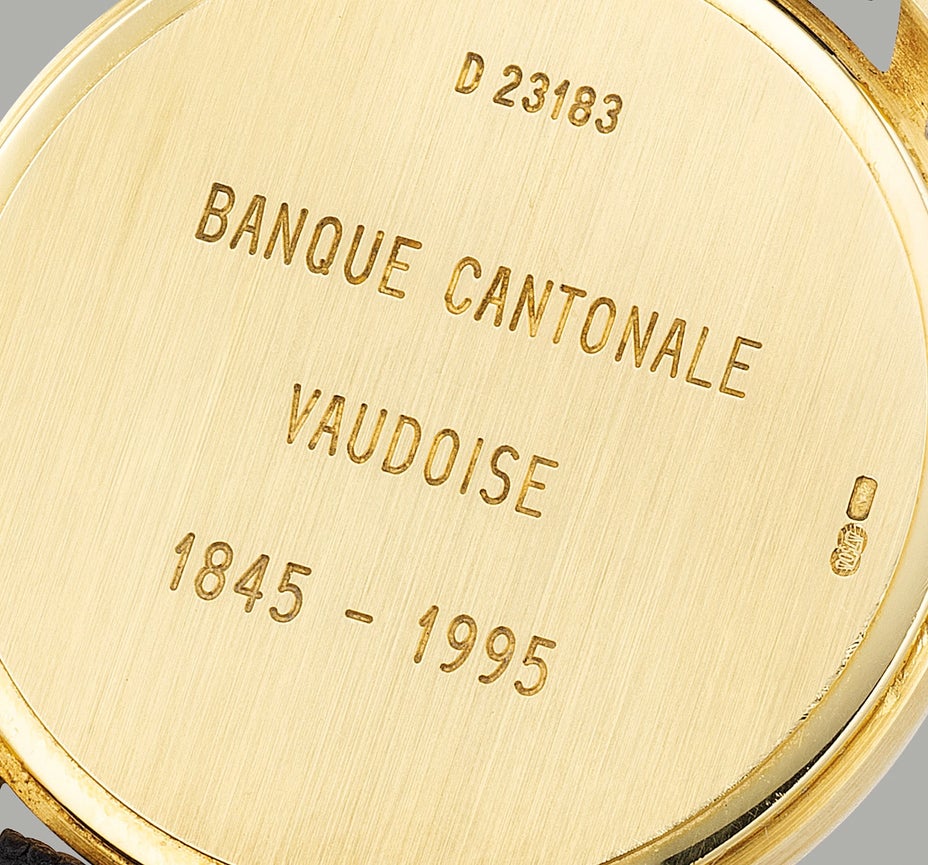 D 23183
BANQUE CANTONALE
VAUDOISE
1845 - 1995